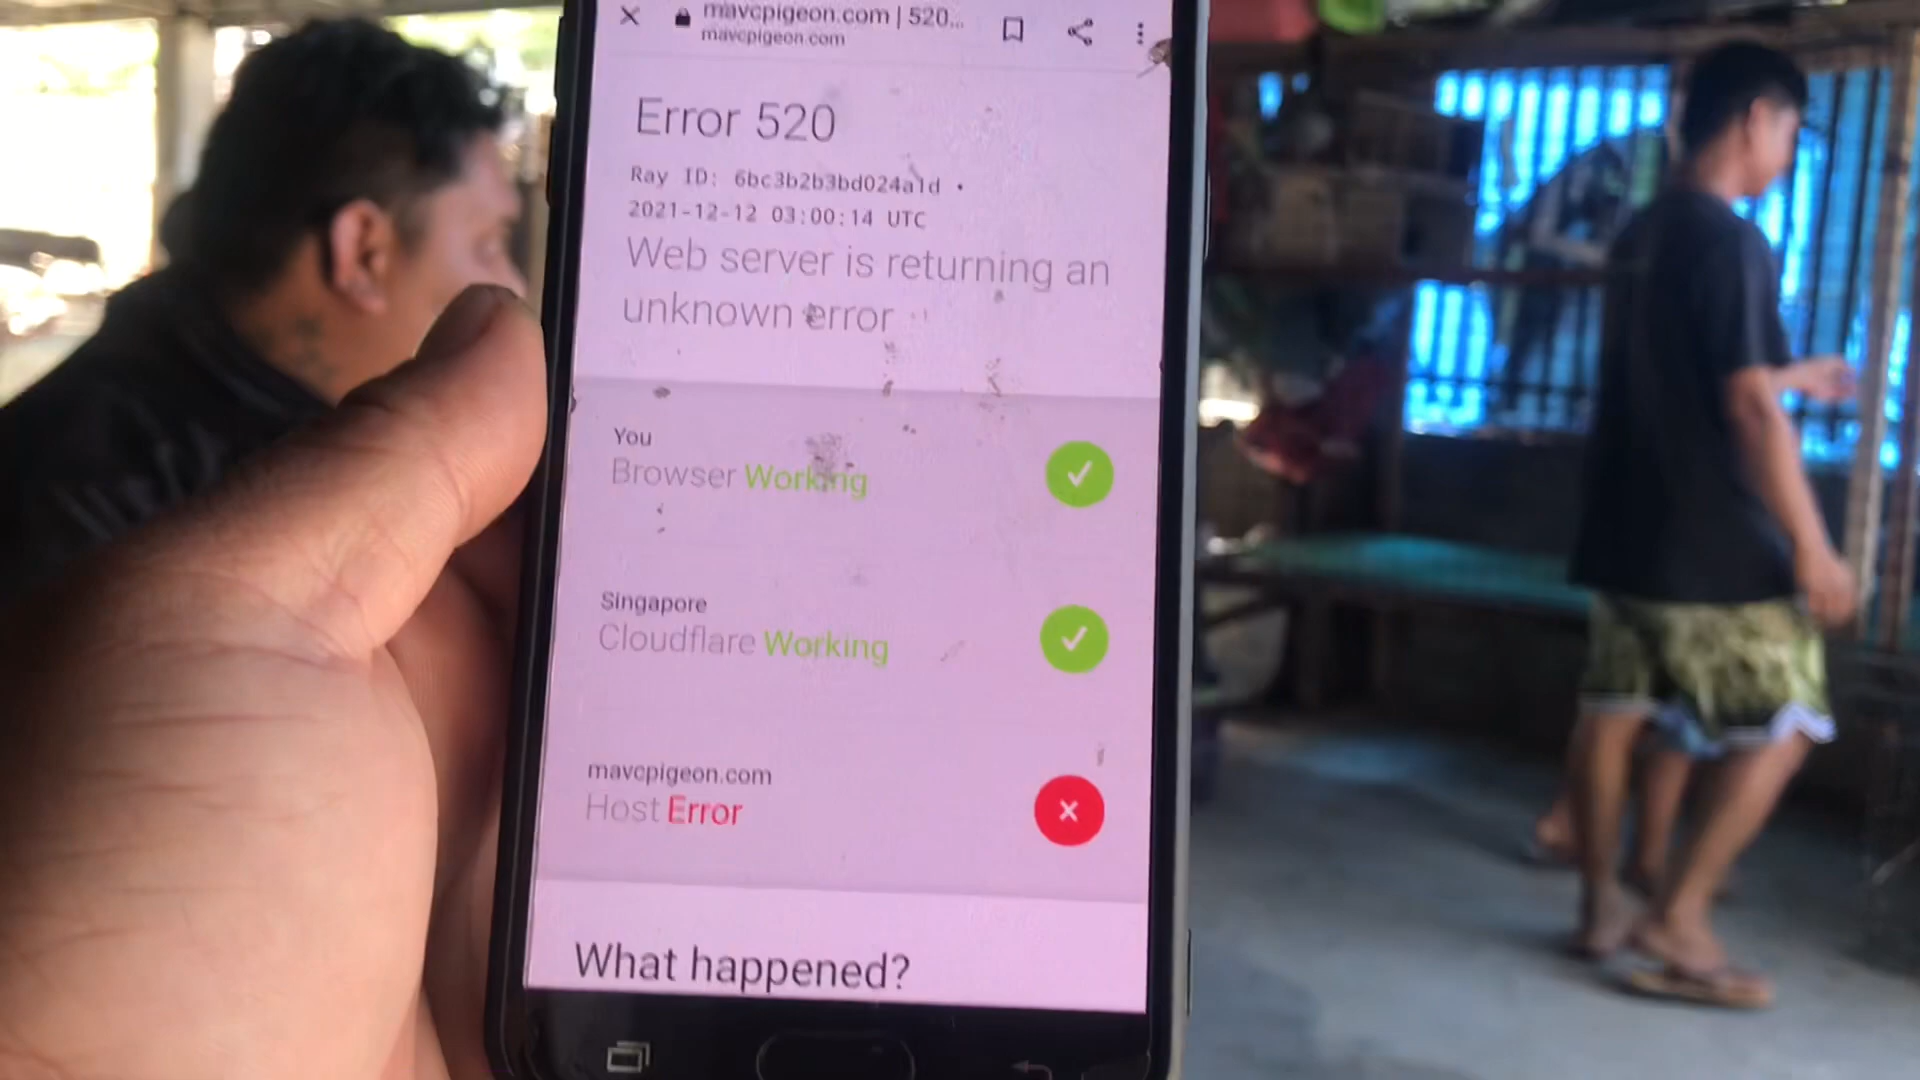 mavcpigeon.com | 520...
mavcpigeon.com
Error 520
Ray ID: 6bc3b2b3bd024a1d •
2021-12-12 03:00:14 UTC
Web server is returning an
unknown error
You
Browser Working
Singapore
Cloudflare Working
mavcpigeon.com
Host Error
What happened?